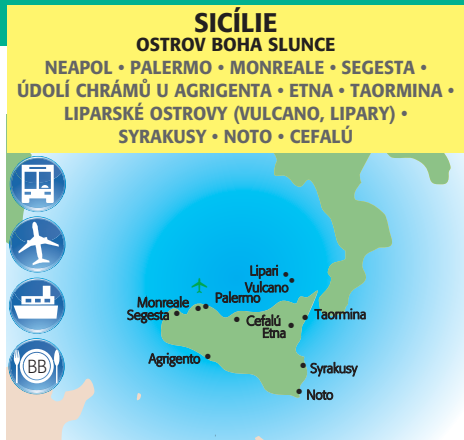 SICÍLIE
OSTROV BOHA SLUNCE
NEAPOL • PALERMO • MONREALE • SEGESTA •
ÚDOLÍ CHRÁMŮ U AGRIGENTA • ETNA • TAORMINA •
LIPARSKÉ OSTROVY (VULCANO, LIPARY) •
SYRAKUSY • NOTO • CEFALÚ
Lipari
Vulcano
Palermo
Monreale
Segesta
Cefalú
Etna
Taormina
Agrigento
BB
Syrakusy
Noto